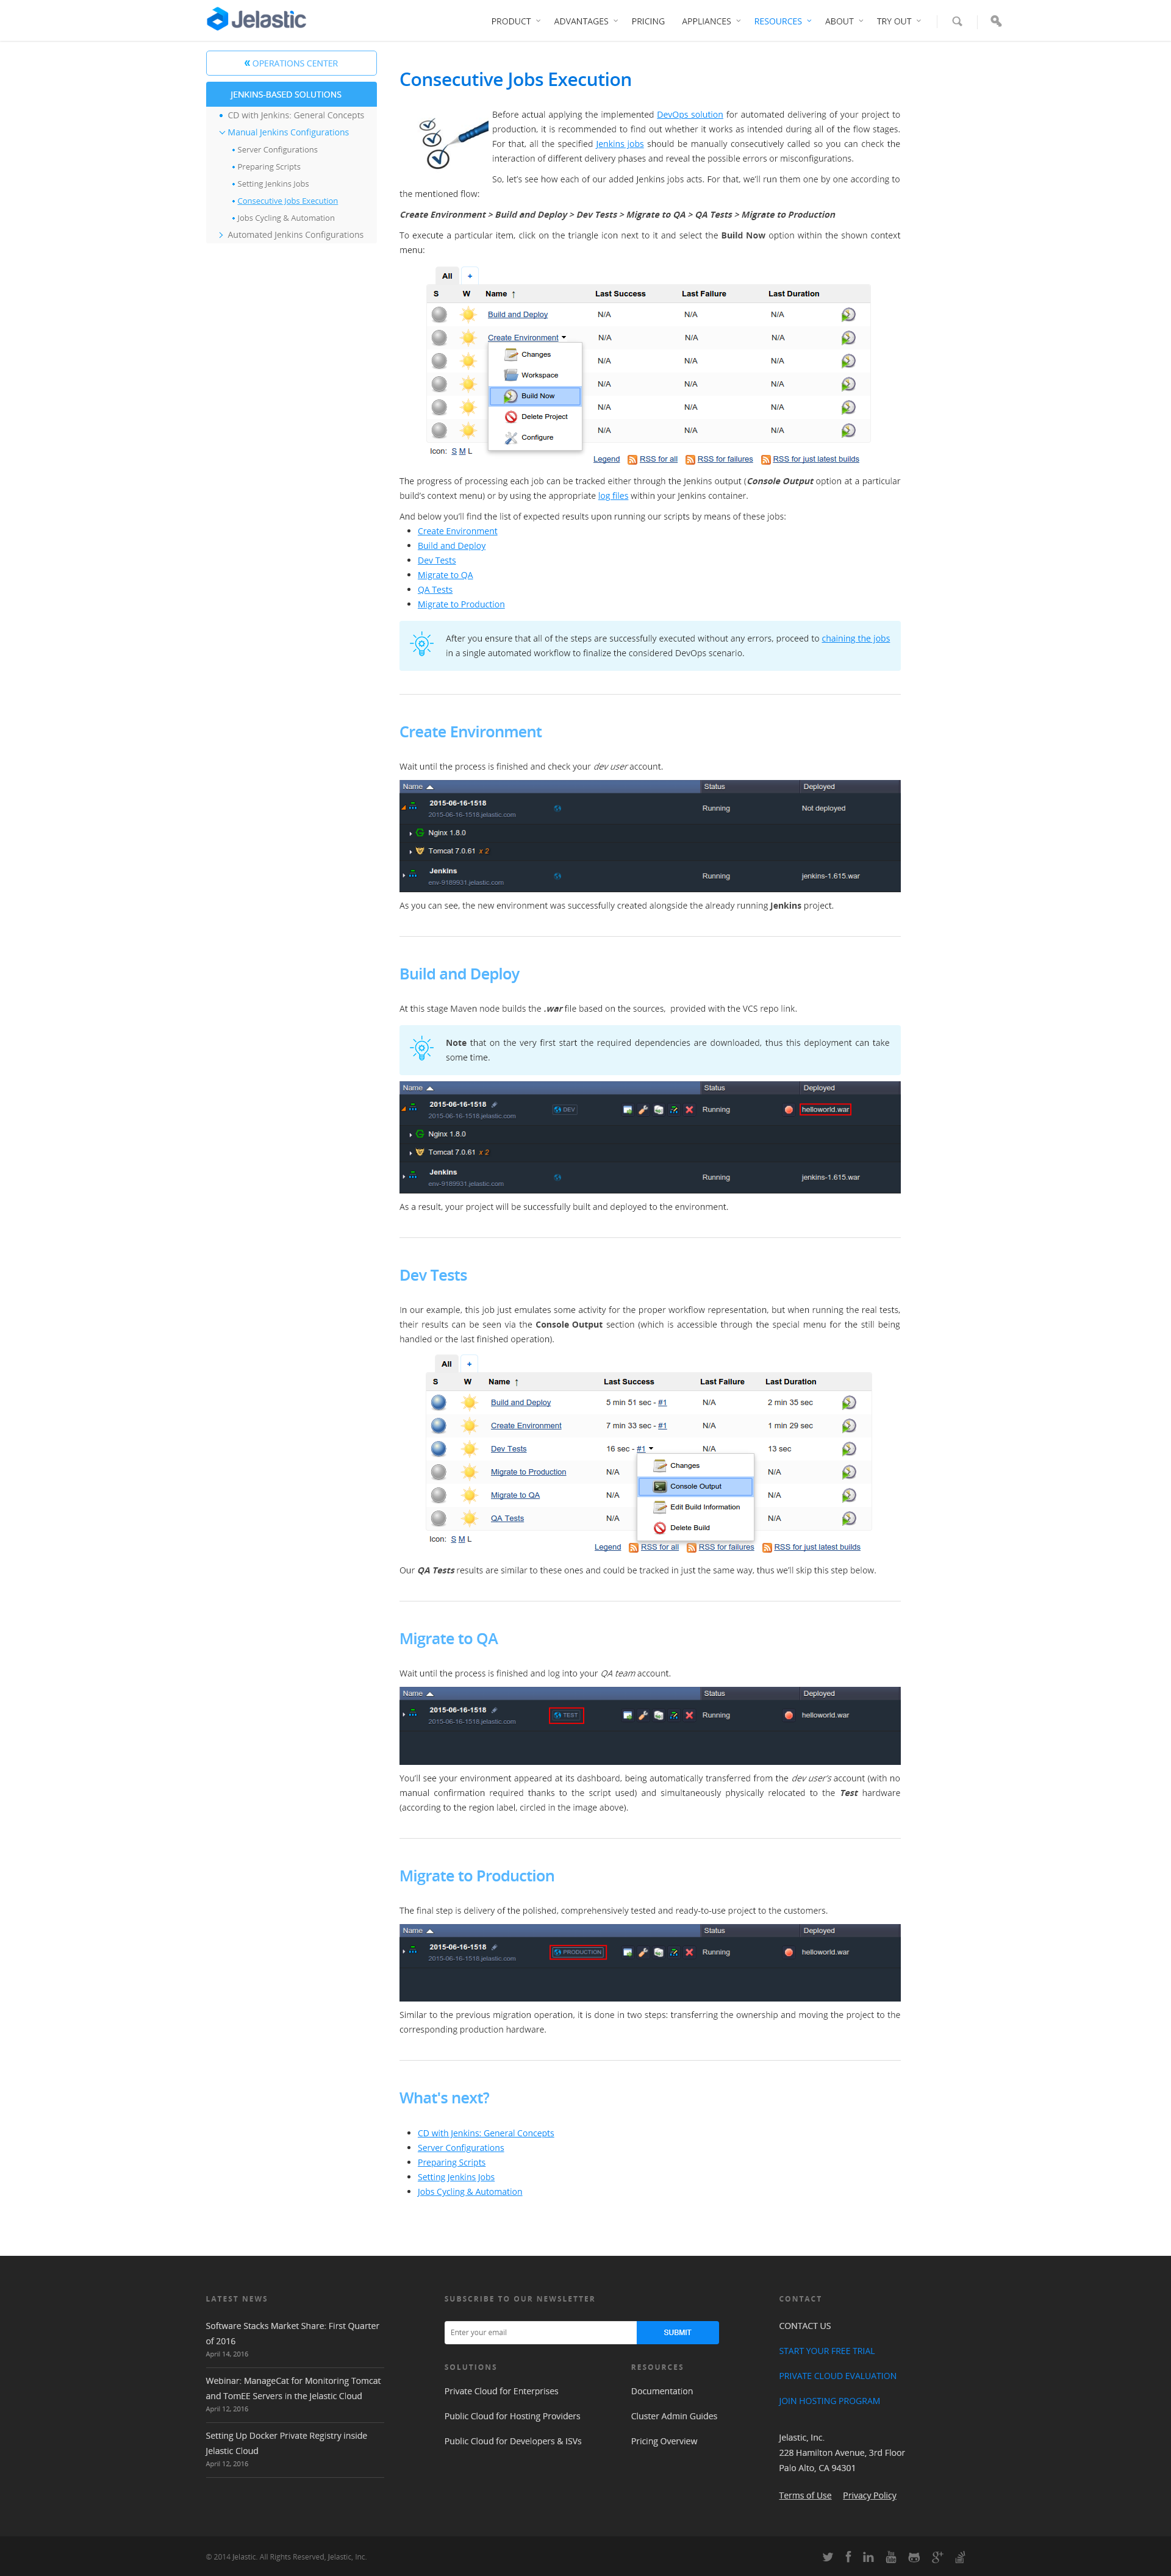 Jelastic
PRODUCT ADVANTAGES PRICING APPLIANCES RESOURCES ABOUT TRY OUT
« OPERATIONS CENTER
JENKINS-BASED SOLUTIONS
CD with Jenkins: General Concepts
Manual Jenkins Configurations
Server Configurations
Preparing Scripts
Setting Jenkins Jobs
Consecutive Jobs Execution
Jobs Cycling & Automation
Automated Jenkins Configurations
Consecutive Jobs Execution
Before actual applying the implemented DevOps solution for automated delivering of your project to
production, it is recommended to find out whether it works as intended during all of the flow stages.
For that, all the specified Jenkins jobs should be manually consecutively called so you can check the
interaction of different delivery phases and reveal the possible errors or misconfigurations.
So, let's see how each of our added Jenkins jobs acts. For that, we'll run them one by one according to
the mentioned flow:
Create Environment > Build and Deploy > Dev Tests > Migrate to QA > QA Tests > Migrate to Production
To execute a particular item, click on the triangle icon next to it and select the Build Now option within the shown context
menu:
All +
S W Name ↑ Last Success Last Failure Last Duration
Build and Deploy N/A N/A N/A
Create Environment N/A N/A N/A
Changes N/A N/A N/A
Workspace N/A N/A N/A
Build Now N/A N/A N/A
Delete Project N/A N/A N/A
Configure
Icon: S M L
Legend RSS for all RSS for failures RSS for just latest builds
The progress of processing each job can be tracked either through the Jenkins output (Console Output option at a particular
build's context menu) or by using the appropriate log files within your Jenkins container.
And below you'll find the list of expected results upon running our scripts by means of these jobs:
Create Environment
Build and Deploy
Dev Tests
Migrate to QA
QA Tests
Migrate to Production
After you ensure that all of the steps are successfully executed without any errors, proceed to chaining the jobs
in a single automated workflow to finalize the considered DevOps scenario.
Create Environment
Wait until the process is finished and check your dev user account.
Name Status Deployed
2015-06-16-1518
2015-06-16-1518.jelastic.com Running Not deployed
Nginx 1.8.0
Tomcat 7.0.61 x 2
Jenkins
env-9189931.jelastic.com Running jenkins-1.615.war
As you can see, the new environment was successfully created alongside the already running Jenkins project.
Build and Deploy
At this stage Maven node builds the .war file based on the sources, provided with the VCS repo link.
Note that on the very first start the required dependencies are downloaded, thus this deployment can take
some time.
Name Status Deployed
2015-06-16-1518
2015-06-16-1518.jelastic.com DEV Running helloworld.war
Nginx 1.8.0
Tomcat 7.0.61 x 2
Jenkins
env-9189931.jelastic.com Running jenkins-1.615.war
As a result, your project will be successfully built and deployed to the environment.
Dev Tests
In our example, this job just emulates some activity for the proper workflow representation, but when running the real tests,
their results can be seen via the Console Output section (which is accessible through the special menu for the still being
handled or the last finished operation).
All +
S W Name ↑ Last Success Last Failure Last Duration
Build and Deploy 5 min 51 sec - #1 N/A 2 min 35 sec
Create Environment 7 min 33 sec - #1 N/A 1 min 29 sec
Dev Tests 16 sec - #1 N/A 13 sec
Migrate to Production N/A N/A
Migrate to QA N/A N/A
QA Tests N/A N/A
Changes
Console Output
Edit Build Information
Delete Build
Icon: S M L
Legend RSS for all RSS for failures RSS for just latest builds
Our QA Tests results are similar to these ones and could be tracked in just the same way, thus we'll skip this step below.
Migrate to QA
Wait until the process is finished and log into your QA team account.
Name Status Deployed
2015-06-16-1518
2015-06-16-1518.jelastic.com TEST Running helloworld.war
You'll see your environment appeared at its dashboard, being automatically transferred from the dev user's account (with no
manual confirmation required thanks to the script used) and simultaneously physically relocated to the Test hardware
(according to the region label, circled in the image above).
Migrate to Production
The final step is delivery of the polished, comprehensively tested and ready-to-use project to the customers.
Name Status Deployed
2015-06-16-1518
2015-06-16-1518.jelastic.com PRODUCTION Running helloworld.war
Similar to the previous migration operation, it is done in two steps: transferring the ownership and moving the project to the
corresponding production hardware.
What's next?
CD with Jenkins: General Concepts
Server Configurations
Preparing Scripts
Setting Jenkins Jobs
Jobs Cycling & Automation
LATEST NEWS
Software Stacks Market Share: First Quarter
of 2016
April 14, 2016
Webinar: ManageCat for Monitoring Tomcat
and TomEE Servers in the Jelastic Cloud
April 12, 2016
Setting Up Docker Private Registry inside
Jelastic Cloud
April 12, 2016
SUBSCRIBE TO OUR NEWSLETTER
Enter your email SUBMIT
SOLUTIONS
Private Cloud for Enterprises
Public Cloud for Hosting Providers
Public Cloud for Developers & ISVs
RESOURCES
Documentation
Cluster Admin Guides
Pricing Overview
CONTACT
CONTACT US
START YOUR FREE TRIAL
PRIVATE CLOUD EVALUATION
JOIN HOSTING PROGRAM
Jelastic, Inc.
228 Hamilton Avenue, 3rd Floor
Palo Alto, CA 94301
Terms of Use Privacy Policy
© 2014 Jelastic. All Rights Reserved, Jelastic, Inc.